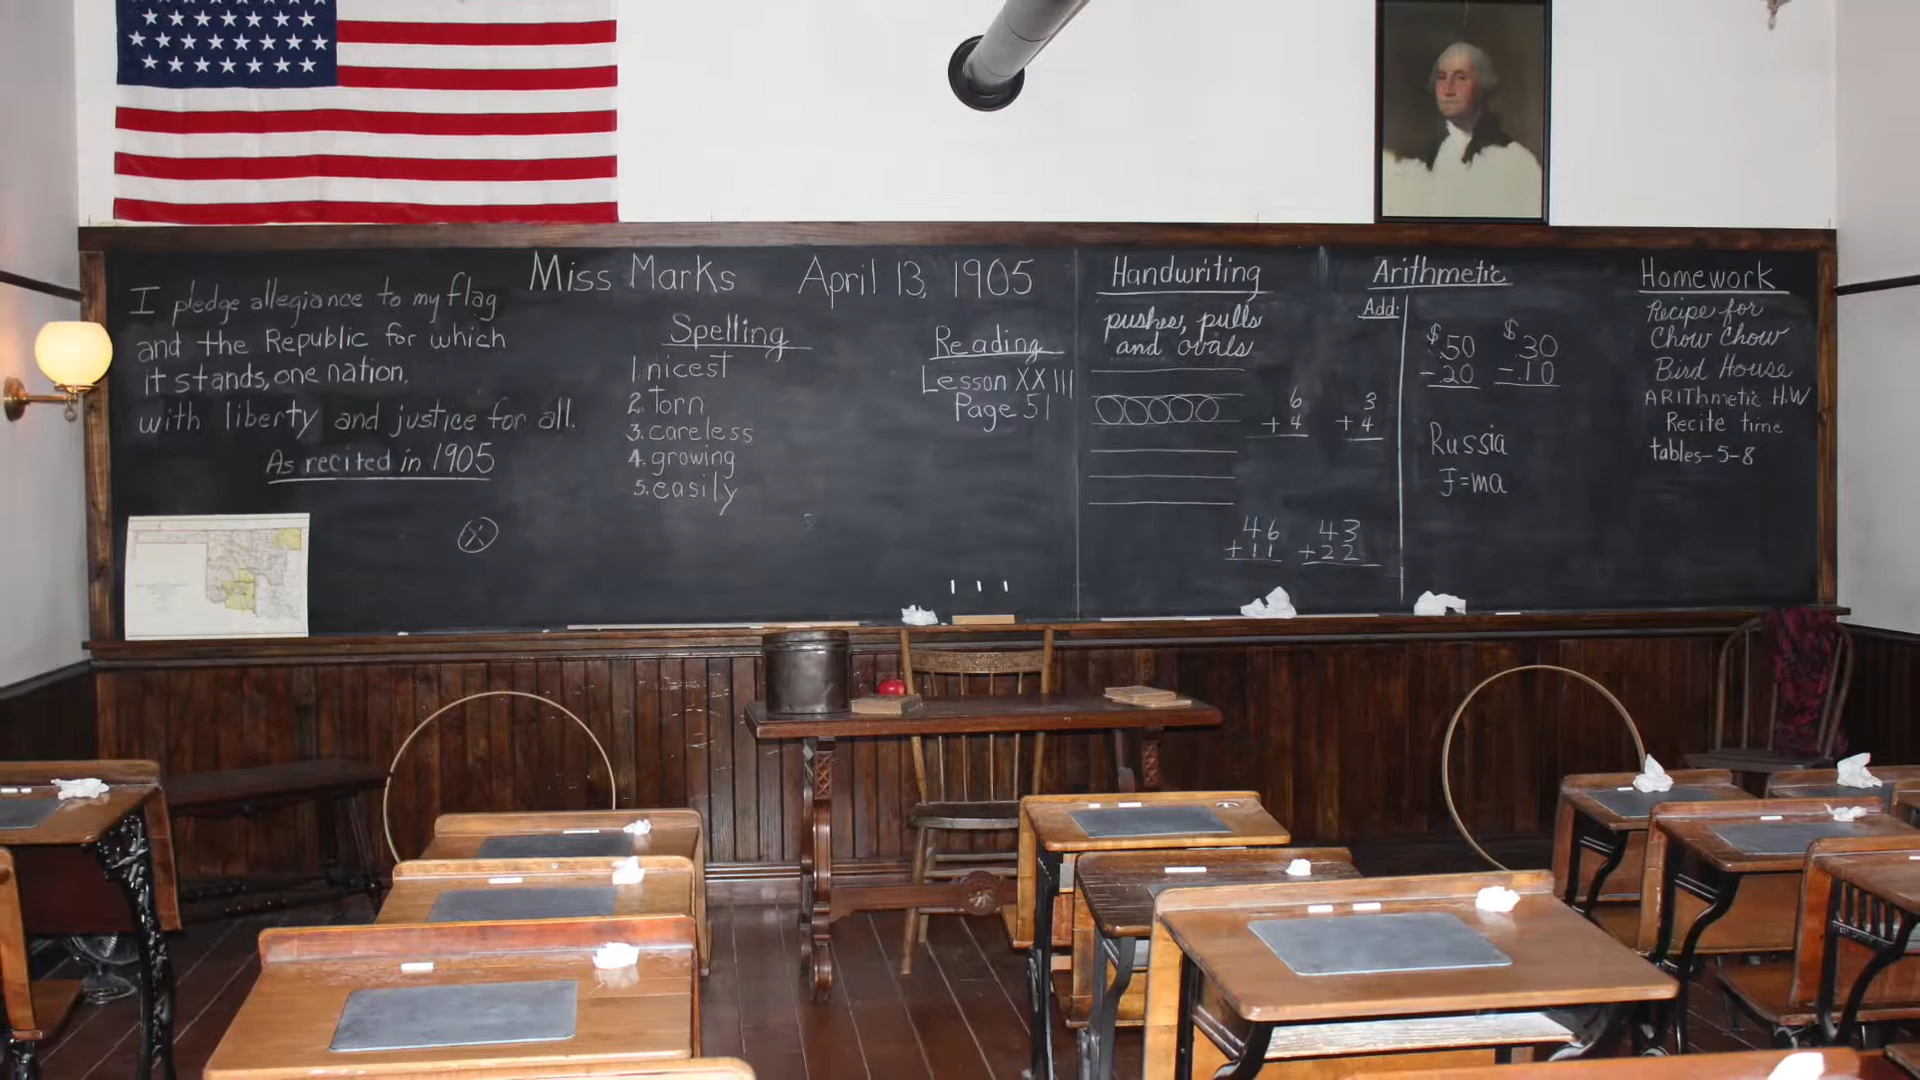 Miss Marks April 13, 1905
I pledge allegiance to my flag
and the Republic for which
it stands, one nation,
with liberty and justice for all.
As recited in 1905
X
Spelling
1. nicest
2. Torn
3. careless
4. growing
5. easily
Reading
Lesson XXIII
Page 51
Handwriting
pushes, pulls
and ovals
Arithmetic
Add:
6
+4
3
+4
46
+11
43
+22
$.50
-.20
$.30
-.10
Russia
F=ma
Homework
Recipe for
Chow Chow
Bird House
ARIThmetic H.W
Recite time
tables-5-8